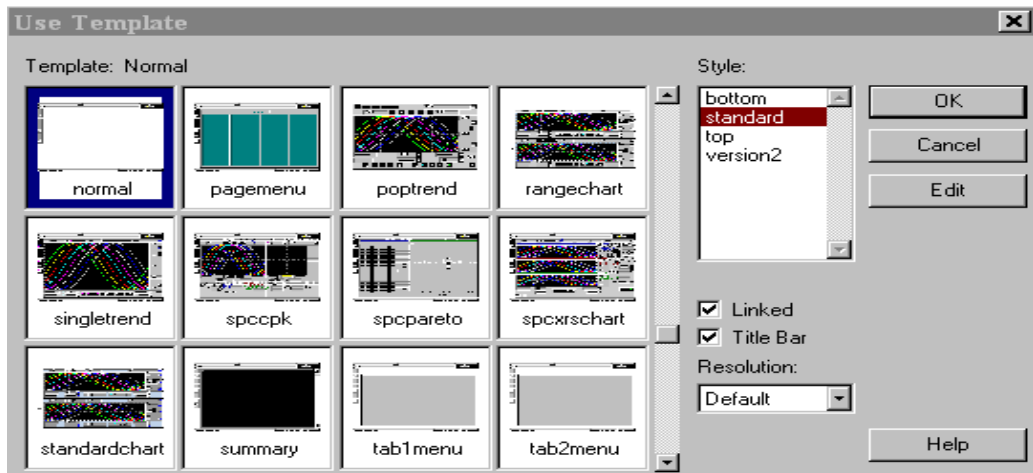 Use Template
Template: Normal
normal
pagemenu
poptrend
rangechart
singletrend
spccpk
spcpareto
spcxrschart
standardchart
summary
tab1menu
tab2menu
Style:
bottom
standard
top
version2
Linked
Title Bar
Resolution:
Default
OK
Cancel
Edit
Help